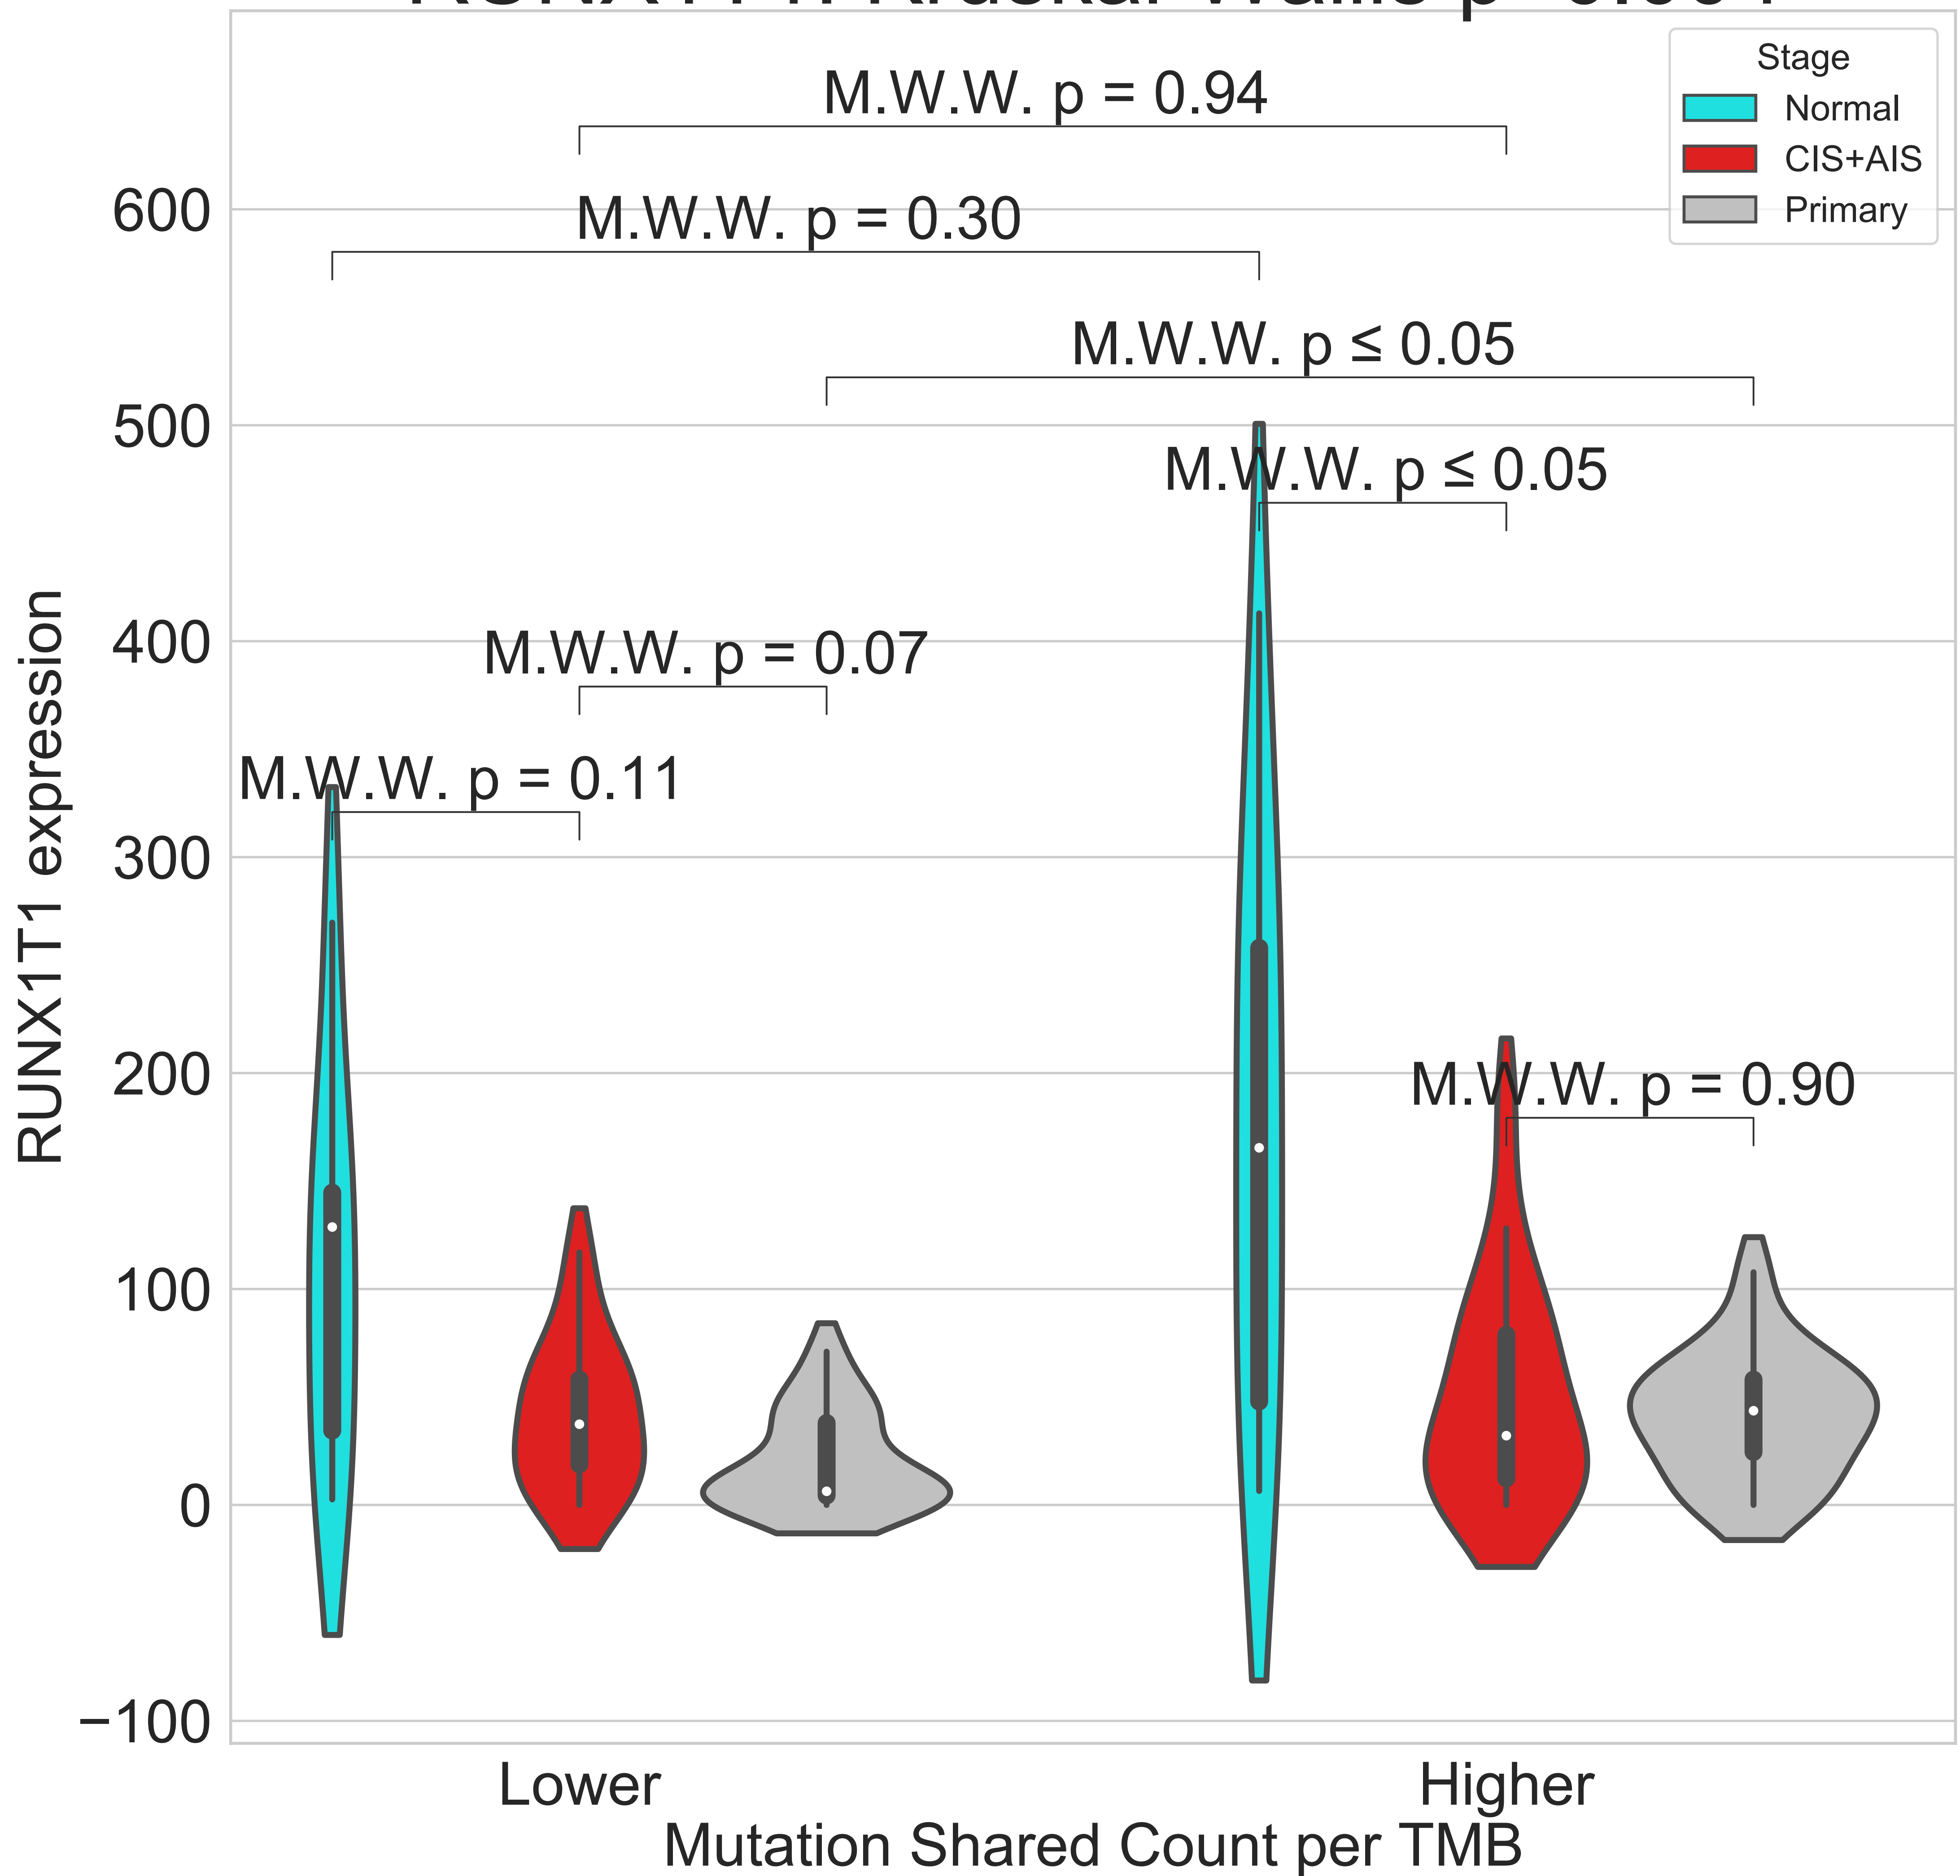 Stage
Normal
CIS+AIS
Primary
M.W.W. p = 0.94
M.W.W. p = 0.30
M.W.W. p ≤ 0.05
M.W.W. p ≤ 0.05
M.W.W. p = 0.07
M.W.W. p = 0.11
M.W.W. p = 0.90
RUNX1T1 expression
600
500
400
300
200
100
0
−100
Lower
Higher
Mutation Shared Count per TMB